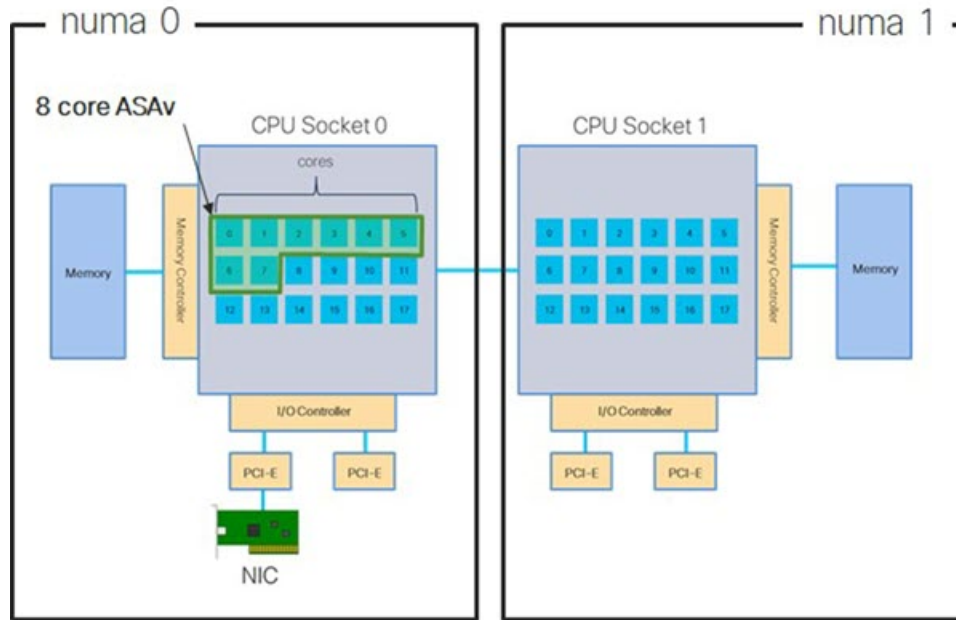 numa 0
numa 1
8 core ASAv
CPU Socket 0
CPU Socket 1
cores
0 1 2 3 4 5
6 7 8 9 10 11
12 13 14 15 16 17
Memory
Memory Controller
0 1 2 3 4 5
6 7 8 9 10 11
12 13 14 15 16 17
Memory Controller
Memory
I/O Controller
I/O Controller
PCI-E
PCI-E
PCI-E
PCI-E
NIC